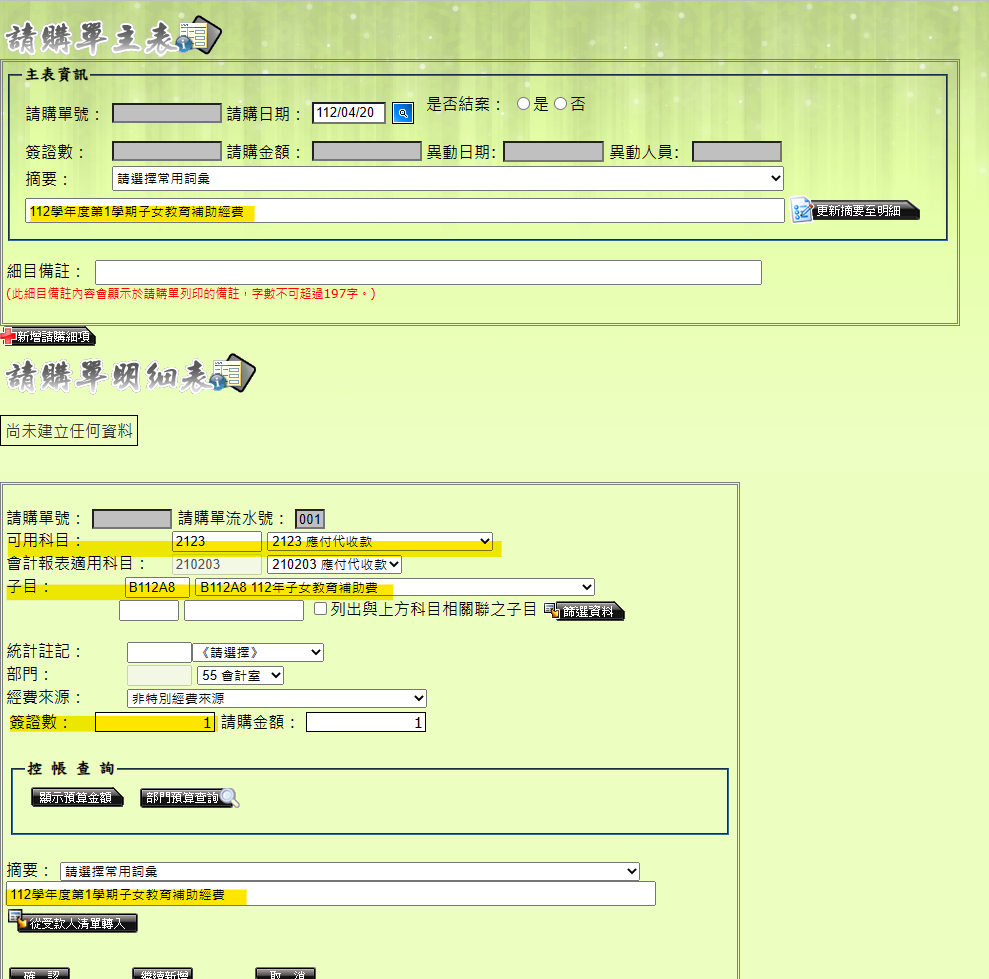 請購單主表
主表資訊
請購單號： 請購日期： 112/04/20 是否結案： 是 否
簽證數： 請購金額： 異動日期： 異動人員：
摘要： 請選擇常用詞彙
112學年度第1學期子女教育補助經費 更新摘要至明細
細目備註：
(此細目備註內容會顯示於請購單列印的備註，字數不可超過197字。)
新增請購細項
請購單明細表
尚未建立任何資料
請購單號： 請購單流水號： 001
可用科目： 2123 2123 應付代收款
會計報表適用科目： 210203 210203 應付代收款
子目： B112A8 B112A8 112年子女教育補助費
列出與上方科目相關聯之子目 篩選資料
統計註記： 《請選擇》
部門： 55 會計室
經費來源： 非特別經費來源
簽證數： 1 請購金額： 1
控帳查詢
顯示預算金額 部門預算查詢
摘要： 請選擇常用詞彙
112學年度第1學期子女教育補助經費
從受款人清單轉入
確 認 繼續新增 取 消